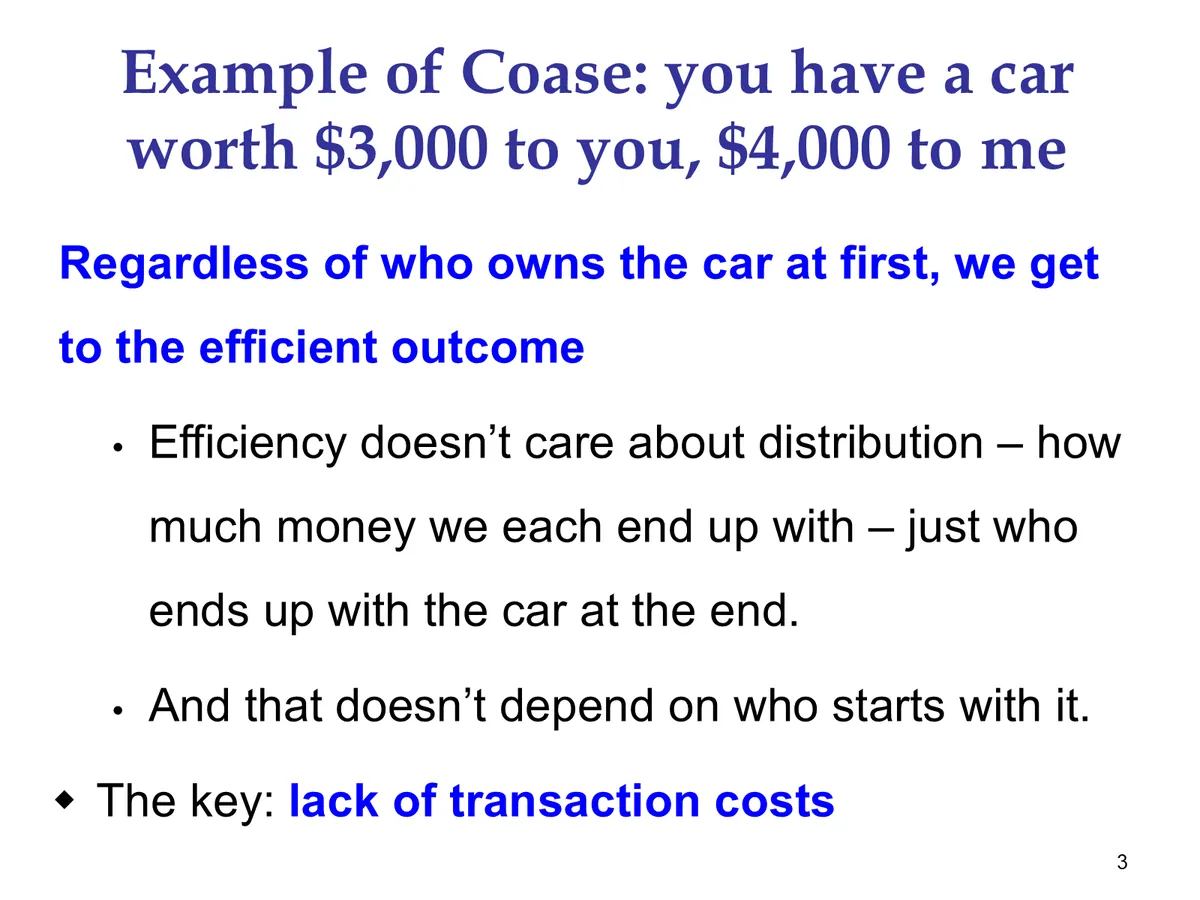 Example of Coase: you have a car
worth $3,000 to you, $4,000 to me
Regardless of who owns the car at first, we get
to the efficient outcome
• Efficiency doesn’t care about distribution – how
much money we each end up with – just who
ends up with the car at the end.
• And that doesn’t depend on who starts with it.
◆ The key: lack of transaction costs
3